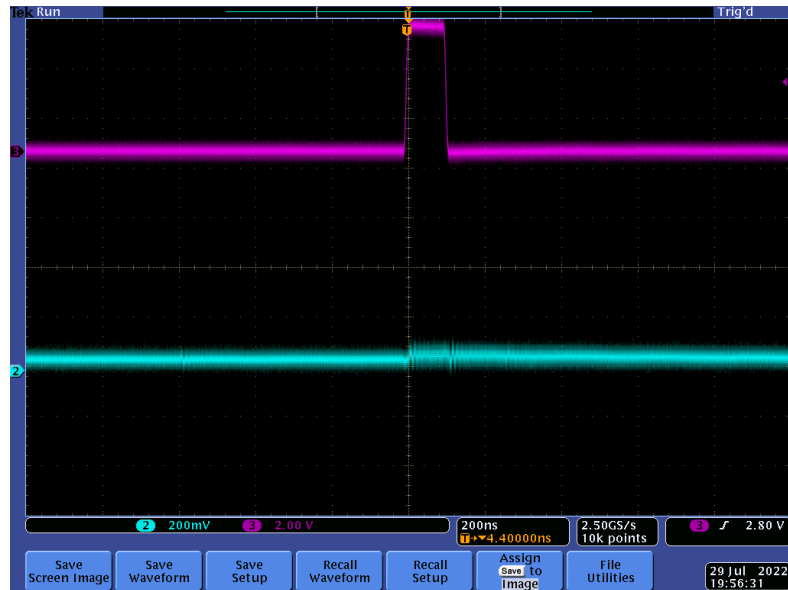 Tek Run Trig'd
T
T
3
2
2 200mV 3 2.00 V
200ns
T→▼4.40000ns
2.50GS/s
10k points
3 ƒ 2.80 V
Save
Screen Image
Save
Waveform
Save
Setup
Recall
Waveform
Recall
Setup
Assign
Save to
Image
File
Utilities
29 Jul 2022
19:56:31